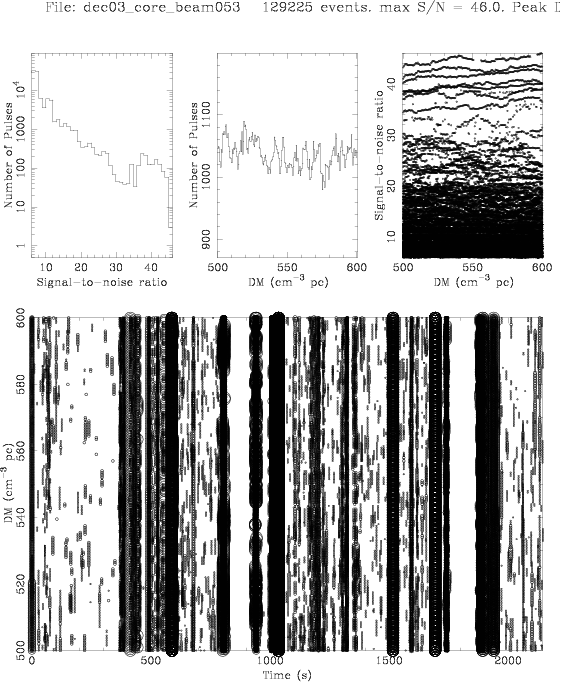 File: dec03_core_beam053 129225 events. max S/N = 46.0. Peak
Number of Pulses
1 10 100 1000 10⁴
10 20 30 40
Signal-to-noise ratio
Number of Pulses
900 1000 1100
500 550 600
DM (cm⁻³ pc)
Signal-to-noise ratio
10 20 30 40
500 550 600
DM (cm⁻³ pc)
DM (cm⁻³ pc)
500 520 540 560 580 600
0 500 1000 1500 2000
Time (s)